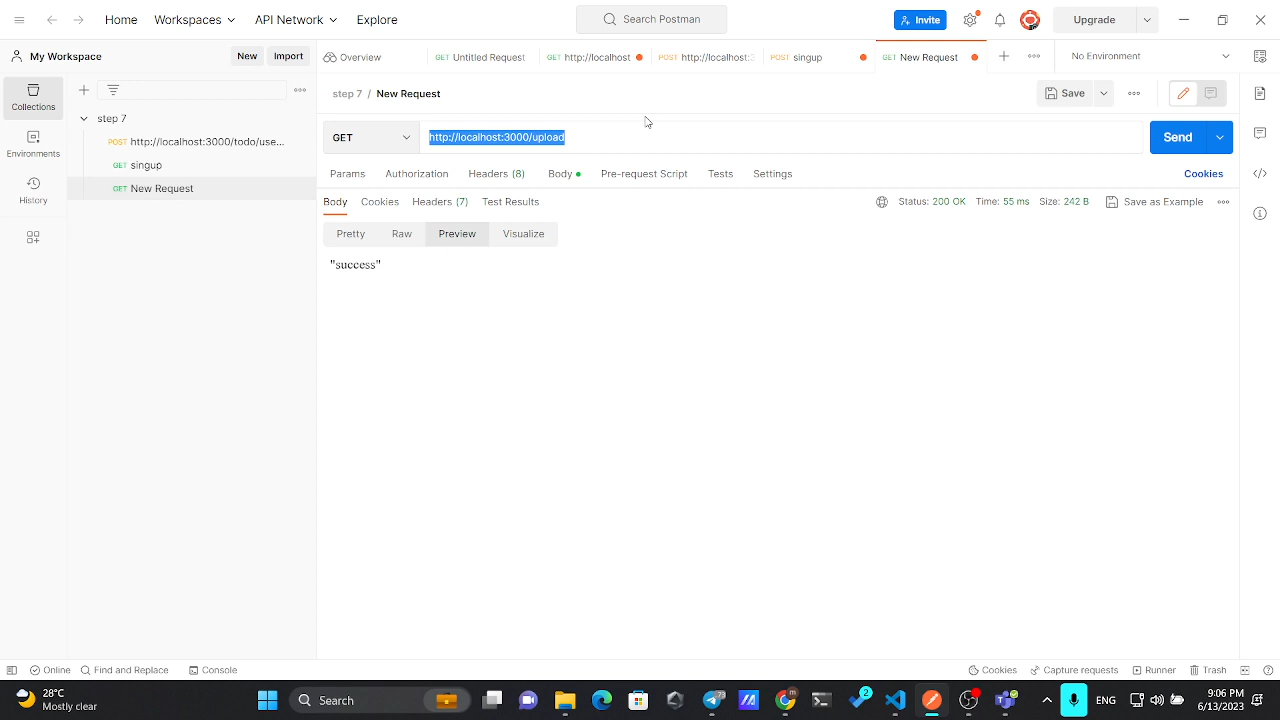 Home Workspaces API Network Explore Search Postman Invite Upgrade
My Workspace New Import Overview GET Untitled Request GET http://localhost POST http://localhost: POST singup GET New Request No Environment
Collections
step 7 / New Request Save
step 7
GET http://localhost:3000/upload Send
Environments
POST http://localhost:3000/todo/use...
GET singup
Params Authorization Headers (8) Body Pre-request Script Tests Settings Cookies
History
GET New Request
Body Cookies Headers (7) Test Results Status: 200 OK Time: 55 ms Size: 242 B Save as Example
Pretty Raw Preview Visualize
"success"
Online Find and Replace Console Cookies Capture requests Runner Trash
28°C
Mostly clear
Search
73
m
2
ENG
9:06 PM
6/13/2023